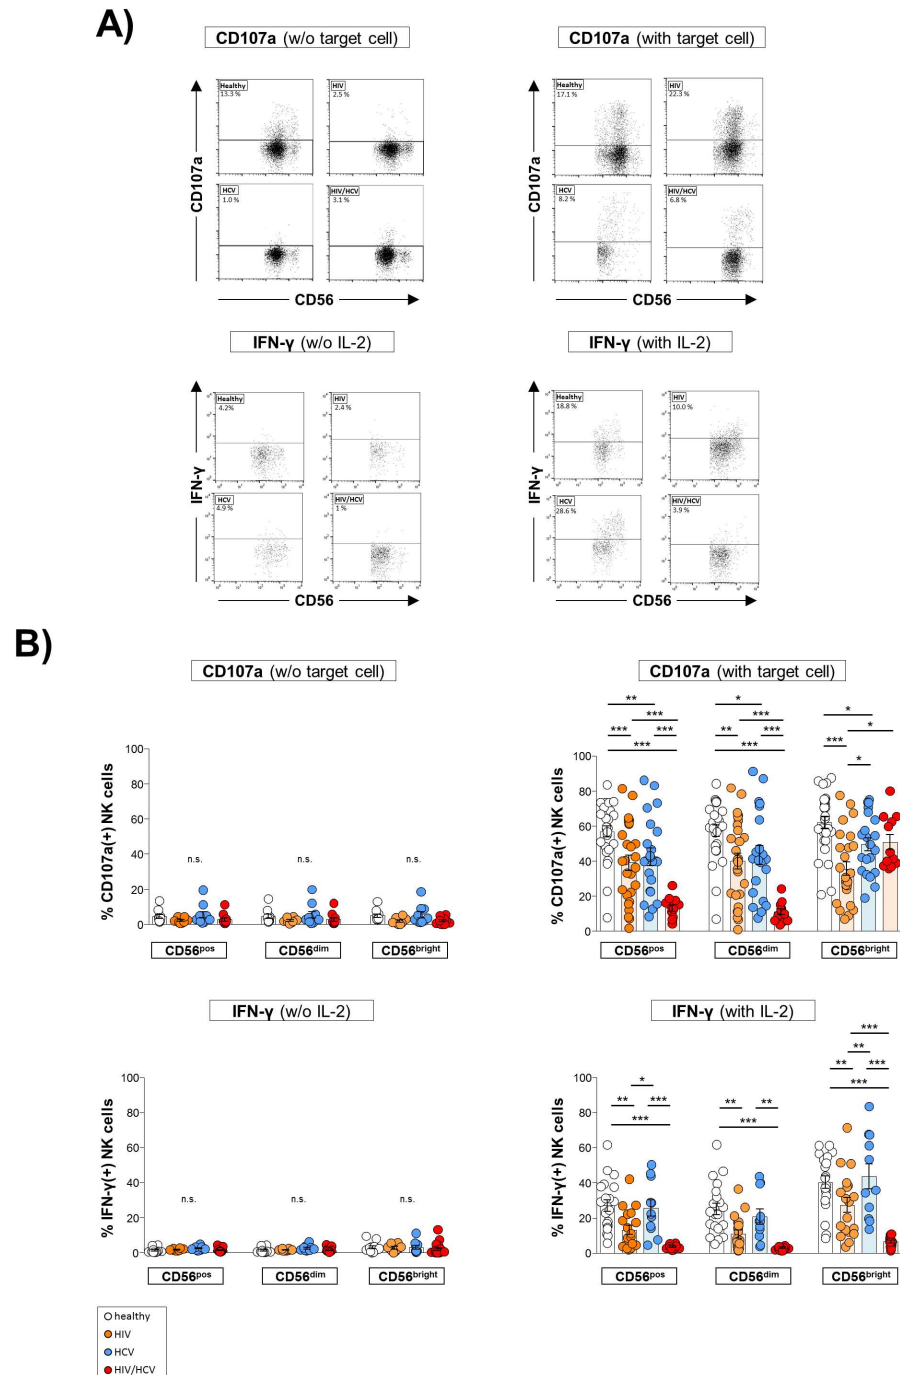 A)
CD107a (w/o target cell)
CD107a (with target cell)
Healthy
13.3 %
HIV
2.5 %
HCV
1.0 %
HIV/HCV
3.1 %
CD107a
CD56
Healthy
17.1 %
HIV
22.3 %
HCV
8.2 %
HIV/HCV
6.8 %
CD107a
CD56
IFN-γ (w/o IL-2)
IFN-γ (with IL-2)
Healthy
4.2%
HIV
2.4 %
HCV
4.9 %
HIV/HCV
1 %
IFN-γ
CD56
Healthy
18.8 %
HIV
10.0 %
HCV
28.6 %
HIV/HCV
3.9 %
IFN-γ
CD56
B)
CD107a (w/o target cell)
% CD107a(+) NK cells
100
80
60
40
20
0
n.s.
n.s.
n.s.
CD56pos
CD56dim
CD56bright
CD107a (with target cell)
% CD107a(+) NK cells
100
80
60
40
20
0
**
***
*** ***
***
*
***
** ***
***
*
*** *
*
CD56pos
CD56dim
CD56bright
IFN-γ (w/o IL-2)
% IFN-γ(+) NK cells
100
80
60
40
20
0
n.s.
n.s.
n.s.
CD56pos
CD56dim
CD56bright
IFN-γ (with IL-2)
% IFN-γ(+) NK cells
100
80
60
40
20
0
*
** ***
***
** **
***
***
**
** ***
***
CD56pos
CD56dim
CD56bright
healthy
HIV
HCV
HIV/HCV